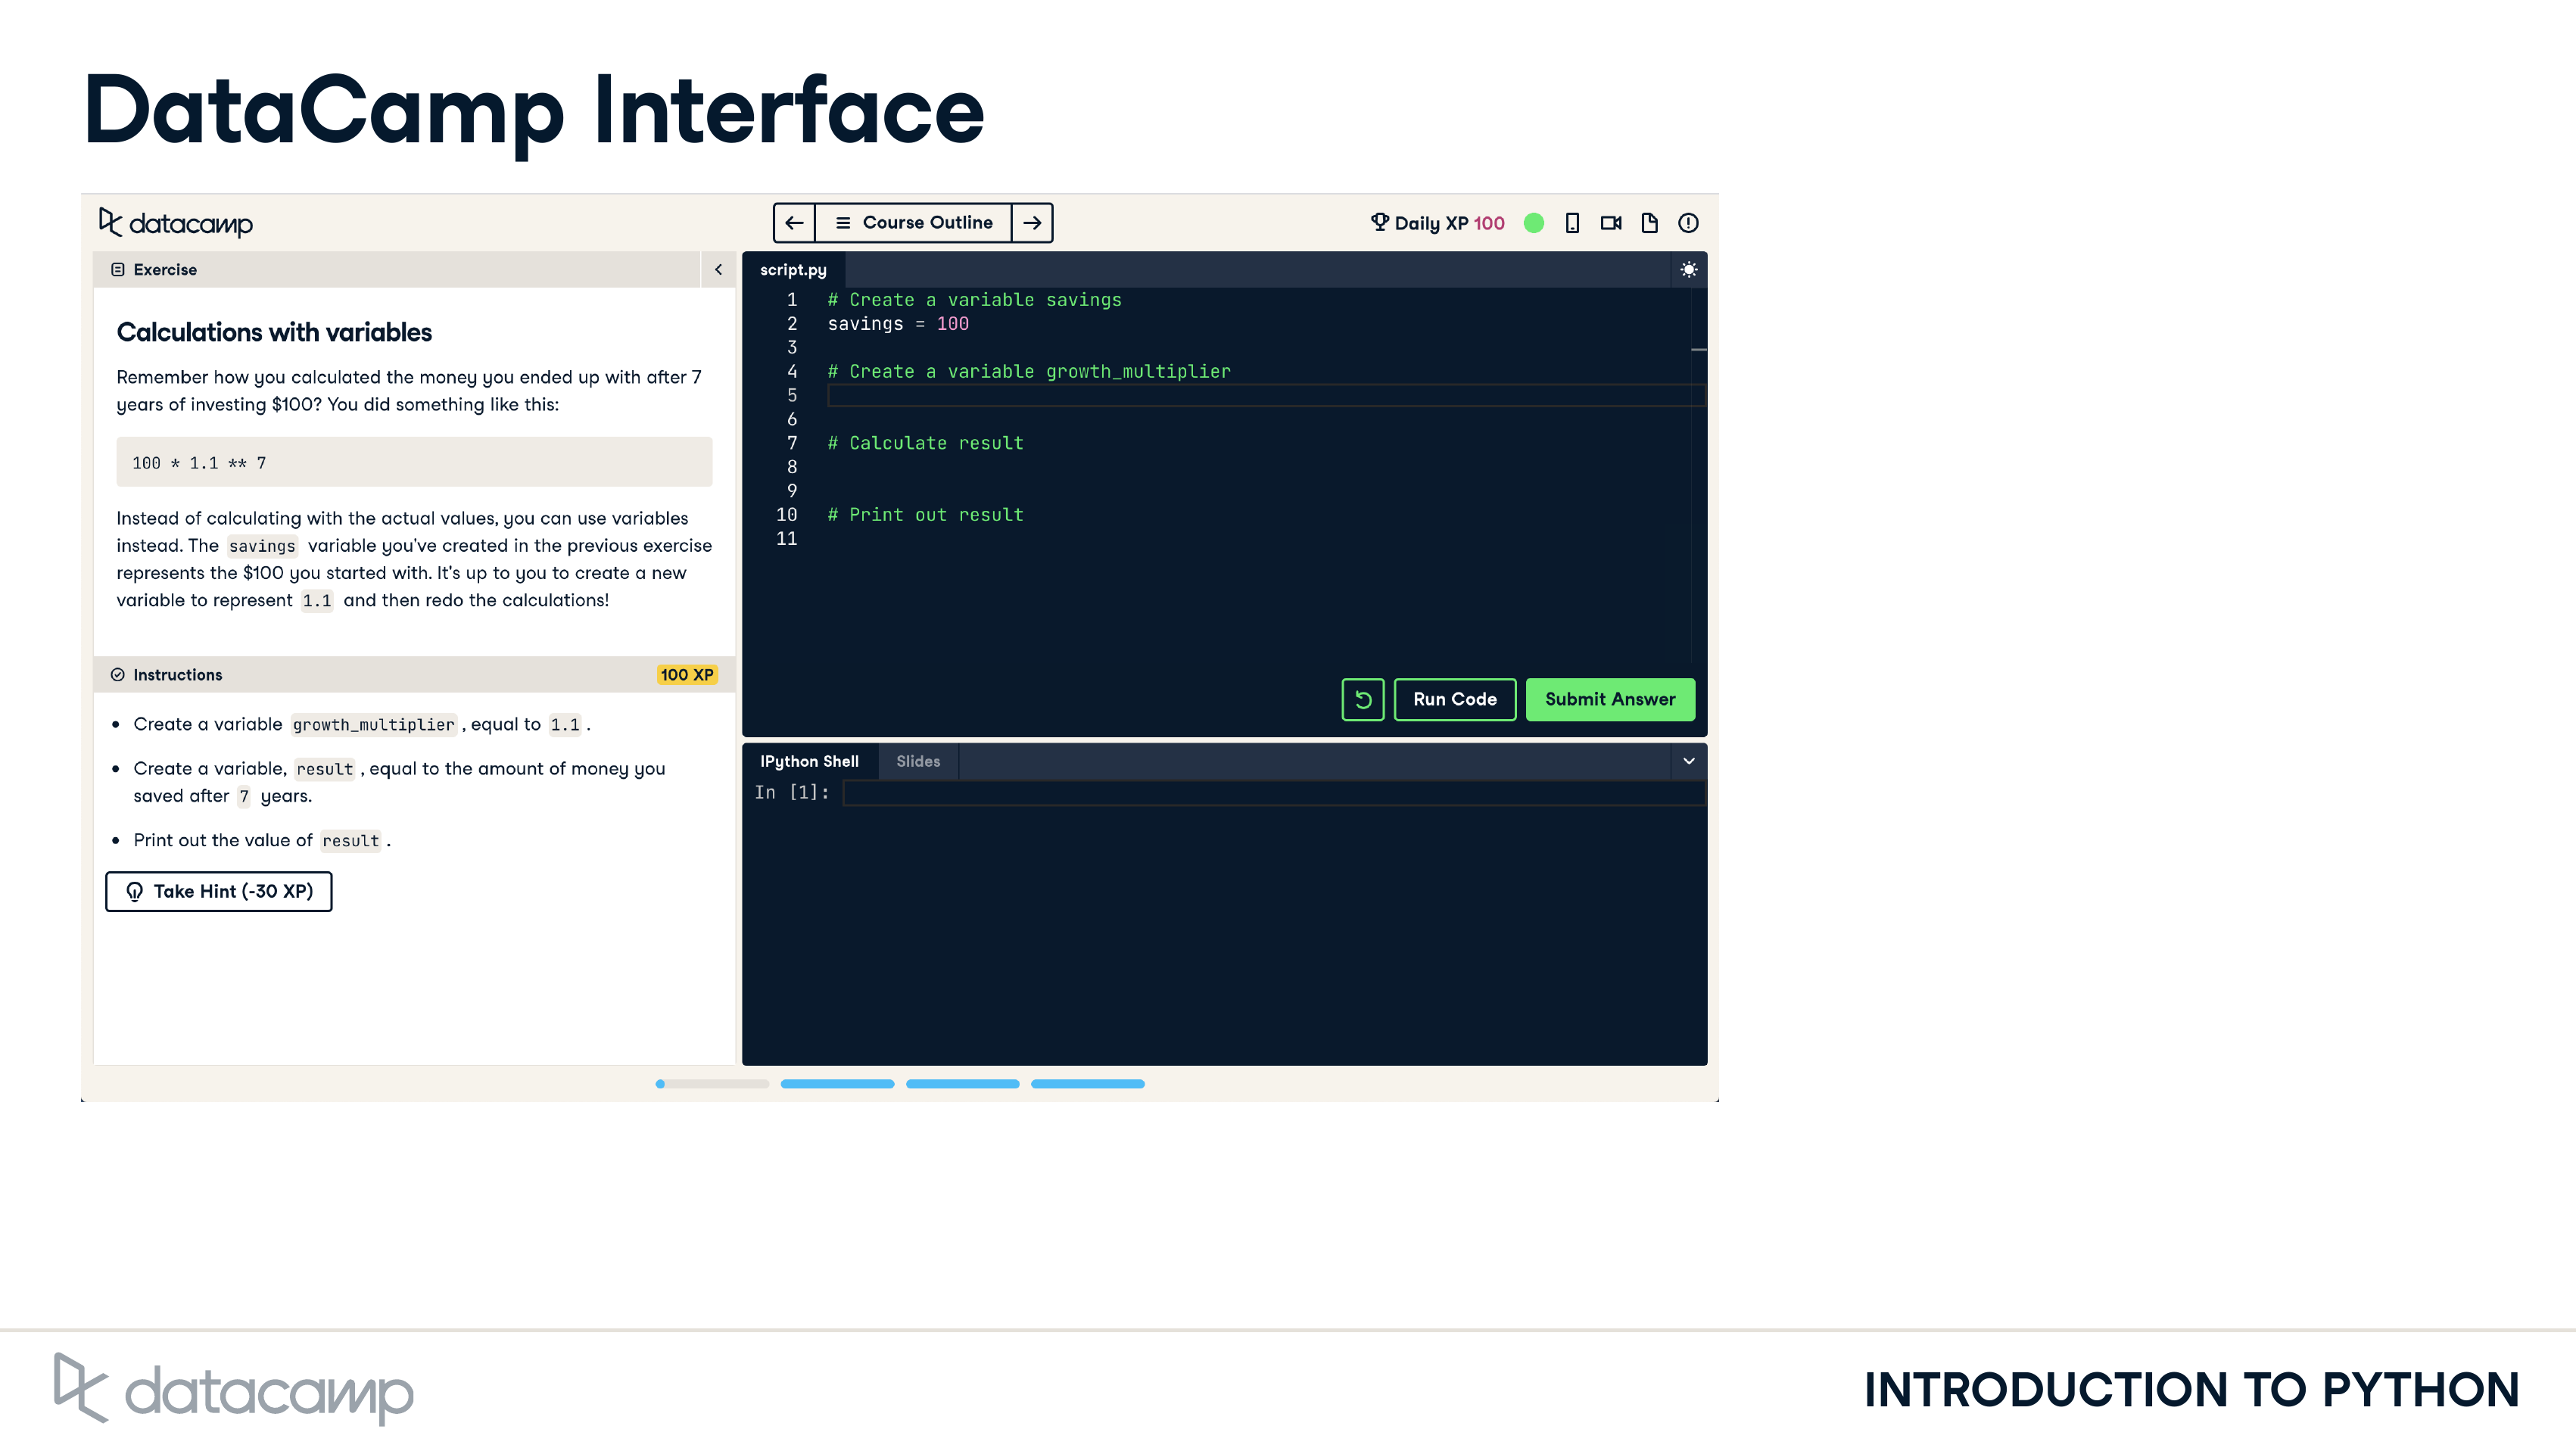 DataCamp Interface
datacamp
Course Outline
Daily XP 100
Exercise
Calculations with variables
Remember how you calculated the money you ended up with after 7
years of investing $100? You did something like this:
100 * 1.1 ** 7
Instead of calculating with the actual values, you can use variables
instead. The savings variable you've created in the previous exercise
represents the $100 you started with. It's up to you to create a new
variable to represent 1.1 and then redo the calculations!
Instructions 100 XP
• Create a variable growth_multiplier, equal to 1.1.
• Create a variable, result, equal to the amount of money you
saved after 7 years.
• Print out the value of result.
Take Hint (-30 XP)
script.py
1 # Create a variable savings
2 savings = 100
3
4 # Create a variable growth_multiplier
5
6
7 # Calculate result
8
9
10 # Print out result
11
Run Code Submit Answer
IPython Shell Slides
In [1]:
datacamp
INTRODUCTION TO PYTHON